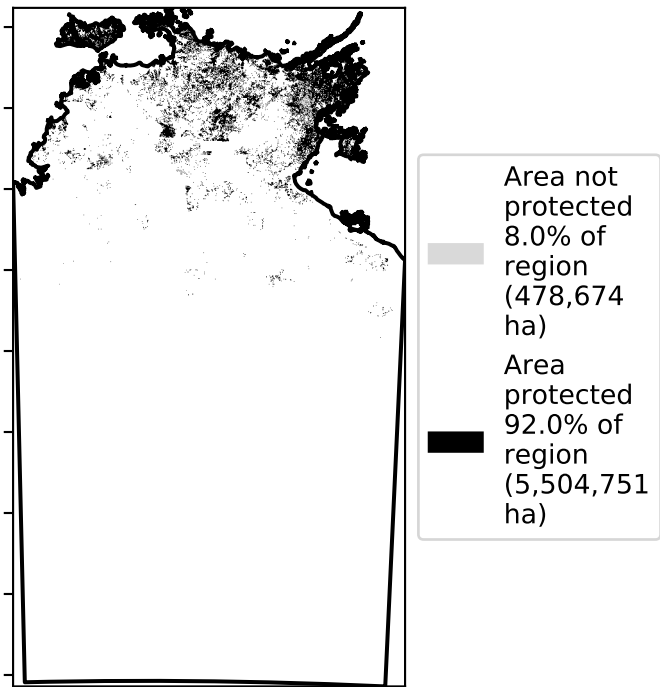 Area not
protected
8.0% of
region
(478,674
ha)
Area
protected
92.0% of
region
(5,504,751
ha)